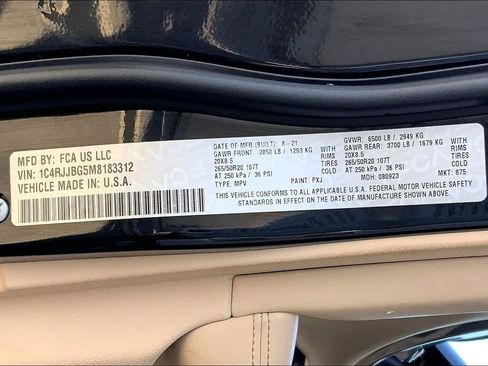 MFD BY: FCA US LLC
VIN: 1C4RJJBG5M8183312
VEHICLE MADE IN U.S.A.
DATE OF MFR (BUILT): 8-21
GAWR FRONT: 2850 LB / 1293 KG
20X8.5 RIMS
265/50R20 107T TIRES
AT 250 kPa / 36 PSI
TYPE: MPV PAINT: PXJ
GVWR: 6500 LB / 2949 KG
GAWR REAR: 3700 LB / 1679 KG
20X8.5 RIMS
265/50R20 107T TIRES
AT 250 kPa / 36 PSI
MDH: 080923 MKT: 875
THIS VEHICLE CONFORMS TO ALL APPLICABLE FEDERAL MOTOR VEHICLE SAFETY
STANDARDS IN EFFECT ON THE DATE OF MANUFACTURE SHOWN ABOVE.